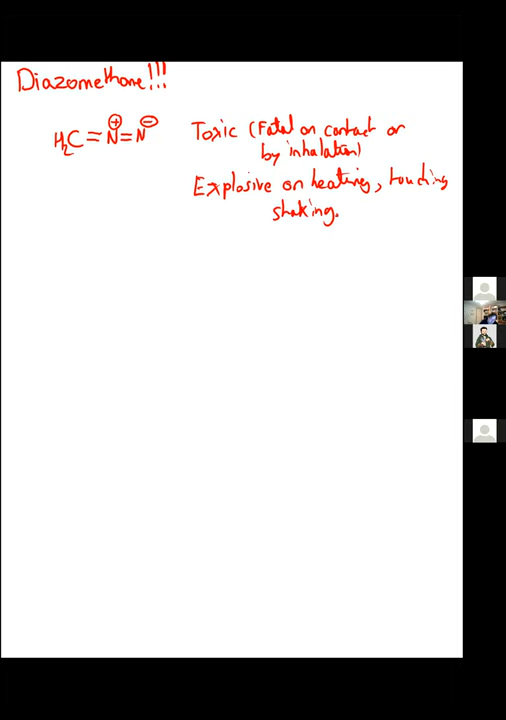 Diazomethane!!!
H₂C=N⊕=N⊖
Toxic (Fatal on contact or
by inhalation)
Explosive on heating, touching
shaking.